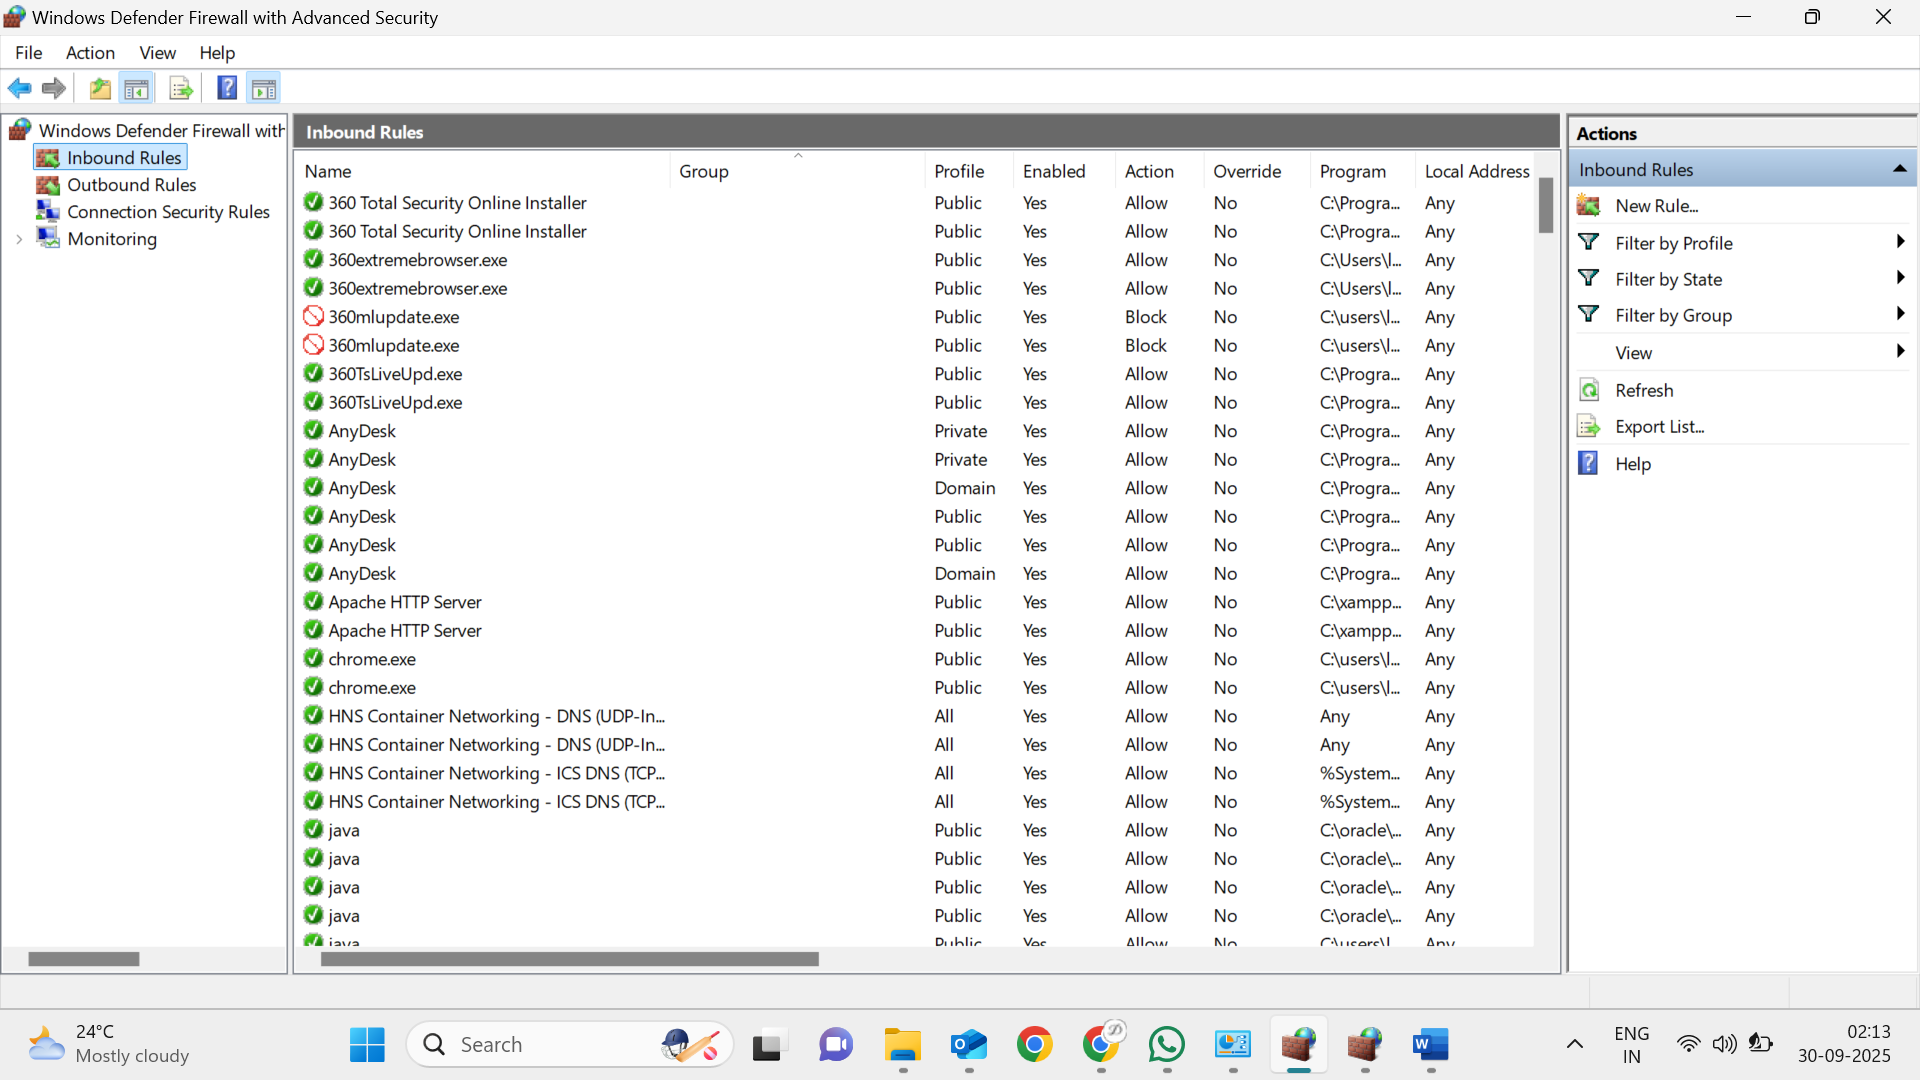 Windows Defender Firewall with Advanced Security
File Action View Help
Windows Defender Firewall with
Inbound Rules
Outbound Rules
Connection Security Rules
Monitoring
Inbound Rules
Name Group Profile Enabled Action Override Program Local Address
360 Total Security Online Installer Public Yes Allow No C:\Progra... Any
360 Total Security Online Installer Public Yes Allow No C:\Progra... Any
360extremebrowser.exe Public Yes Allow No C:\Users\l... Any
360extremebrowser.exe Public Yes Allow No C:\Users\l... Any
360mlupdate.exe Public Yes Block No C:\users\l... Any
360mlupdate.exe Public Yes Block No C:\users\l... Any
360TsLiveUpd.exe Public Yes Allow No C:\Progra... Any
360TsLiveUpd.exe Public Yes Allow No C:\Progra... Any
AnyDesk Private Yes Allow No C:\Progra... Any
AnyDesk Private Yes Allow No C:\Progra... Any
AnyDesk Domain Yes Allow No C:\Progra... Any
AnyDesk Public Yes Allow No C:\Progra... Any
AnyDesk Public Yes Allow No C:\Progra... Any
AnyDesk Domain Yes Allow No C:\Progra... Any
Apache HTTP Server Public Yes Allow No C:\xampp... Any
Apache HTTP Server Public Yes Allow No C:\xampp... Any
chrome.exe Public Yes Allow No C:\users\l... Any
chrome.exe Public Yes Allow No C:\users\l... Any
HNS Container Networking - DNS (UDP-In... All Yes Allow No Any Any
HNS Container Networking - DNS (UDP-In... All Yes Allow No Any Any
HNS Container Networking - ICS DNS (TCP... All Yes Allow No %System... Any
HNS Container Networking - ICS DNS (TCP... All Yes Allow No %System... Any
java Public Yes Allow No C:\oracle\... Any
java Public Yes Allow No C:\oracle\... Any
java Public Yes Allow No C:\oracle\... Any
java Public Yes Allow No C:\oracle\... Any
java Public Yes Allow No C:\users\l... Any
Actions
Inbound Rules
New Rule...
Filter by Profile
Filter by State
Filter by Group
View
Refresh
Export List...
Help
24°C
Mostly cloudy
Search
ENG
IN
02:13
30-09-2025